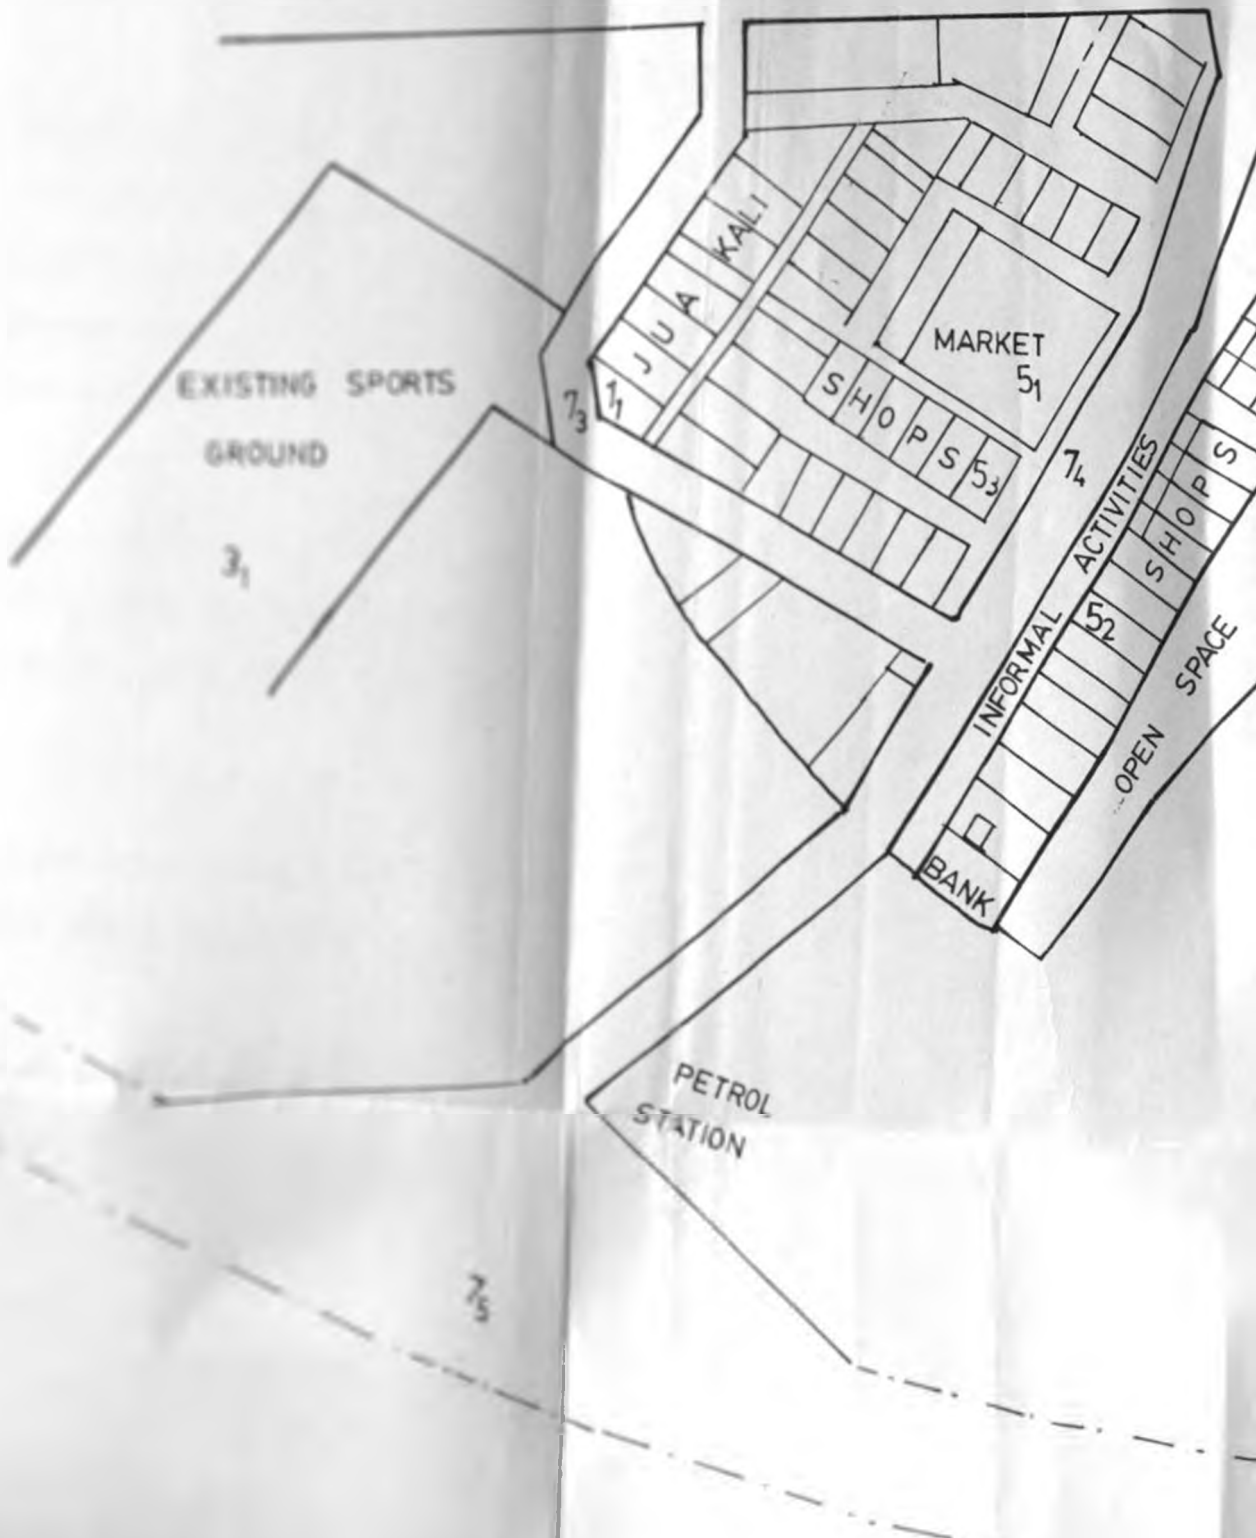 JUA KALI
MARKET
5₁
EXISTING SPORTS
GROUND
3₁
7₃
1₁
SHOPS 5₃
7₄
INFORMAL ACTIVITIES
SHOPS
5₂
OPEN SPACE
BANK
PETROL
STATION
7₅